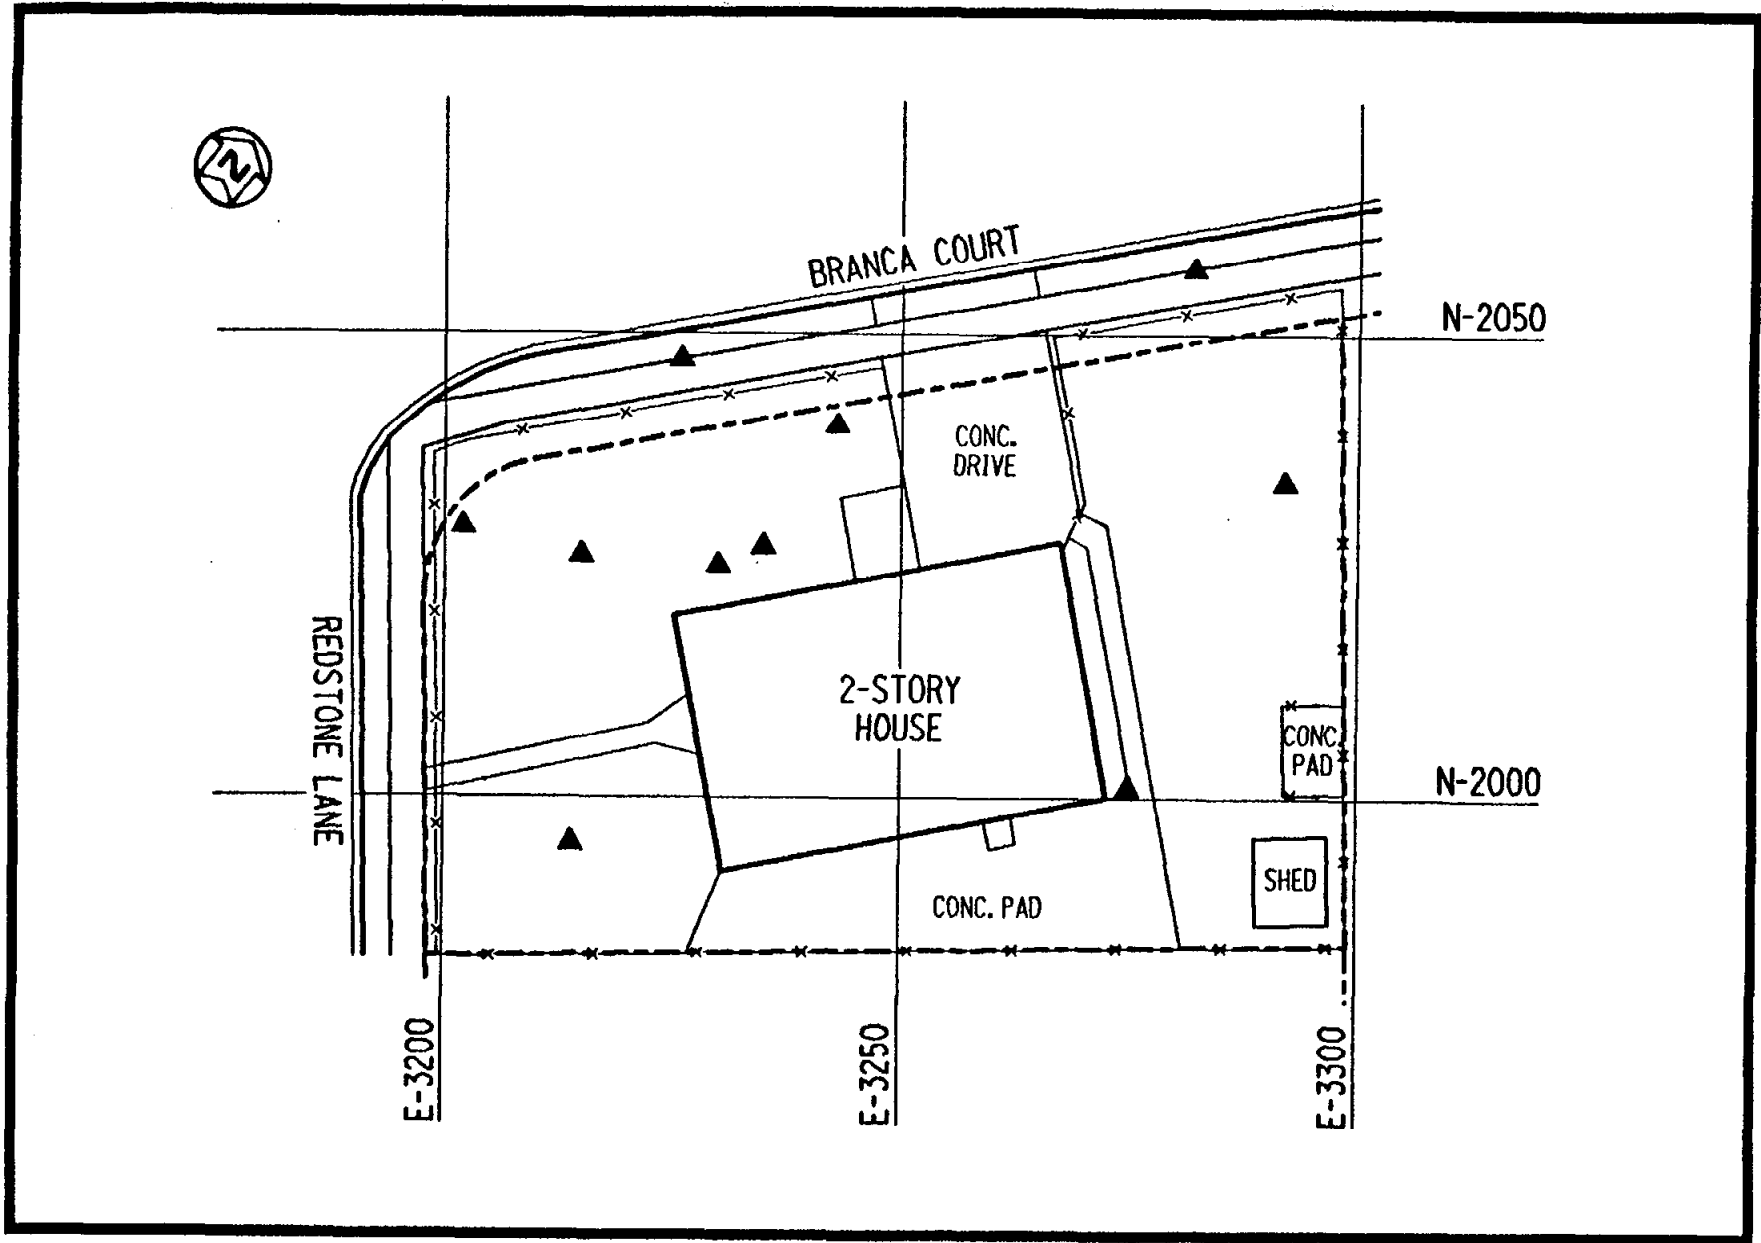 N
BRANCA COURT
N-2050
CONC.
DRIVE
REDSTONE LANE
2-STORY
HOUSE
CONC.
PAD
N-2000
SHED
CONC. PAD
E-3200
E-3250
E-3300